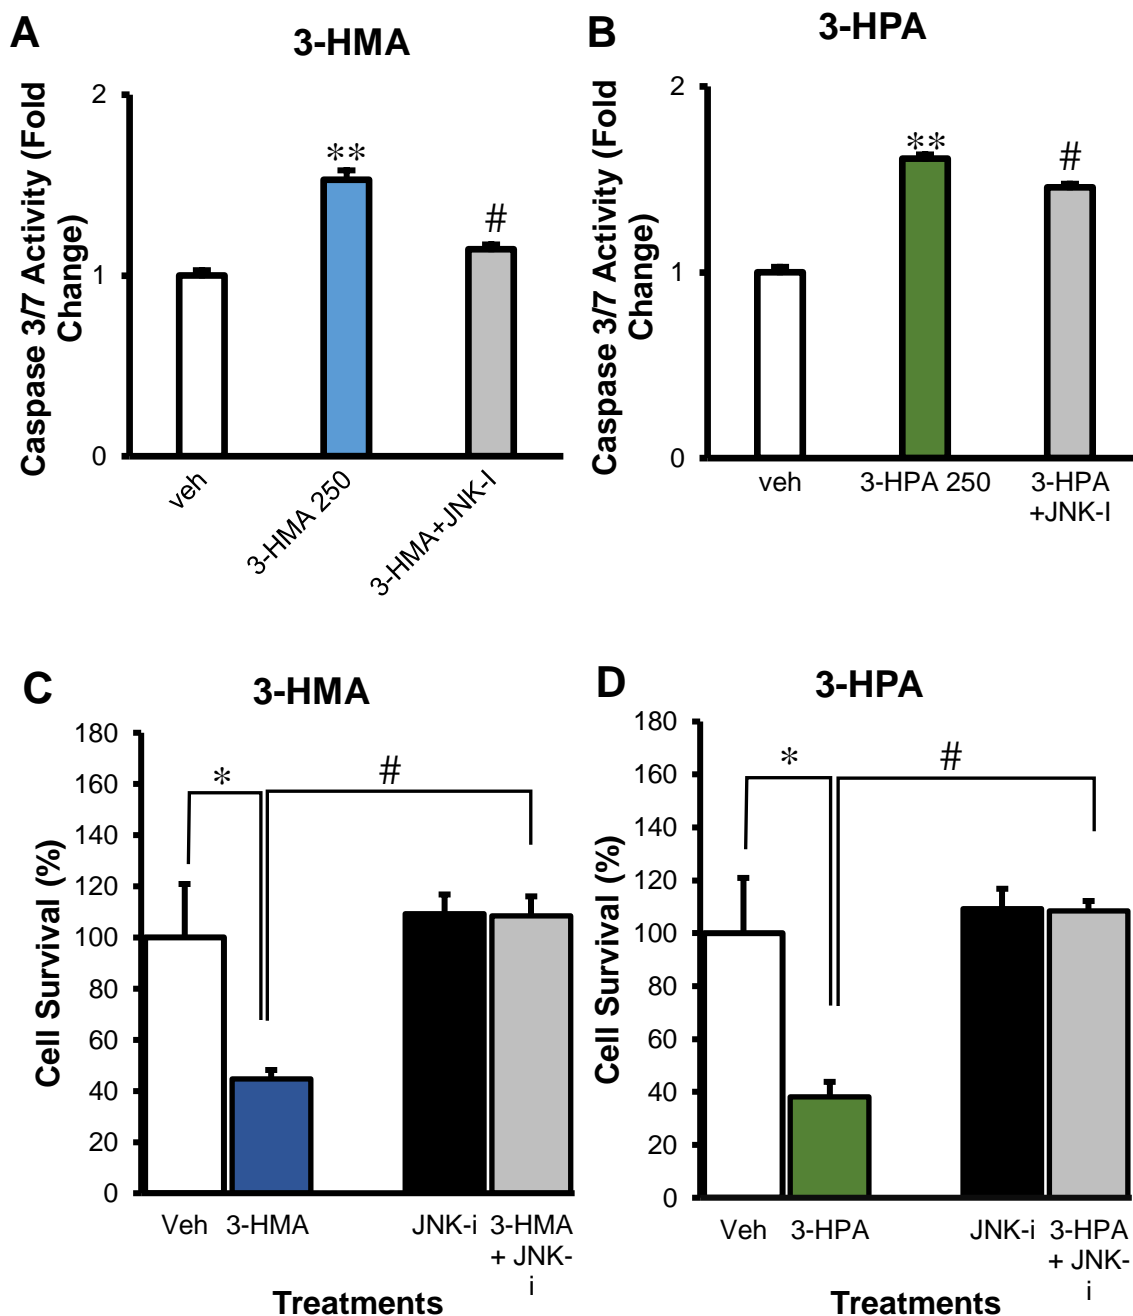 A
3-HMA
Caspase 3/7 Activity (Fold
Change)
2
1
0
**
#
veh
3-HMA 250
3-HMA+JNK-I
B
3-HPA
Caspase 3/7 Activity (Fold
Change)
2
1
0
**
#
veh
3-HPA 250
3-HPA
+JNK-I
C
3-HMA
Cell Survival (%)
180
160
140
120
100
80
60
40
20
0
*
#
Veh
3-HMA
JNK-i
3-HMA
+ JNK-
i
Treatments
D
3-HPA
Cell Survival (%)
180
160
140
120
100
80
60
40
20
0
*
#
Veh
3-HPA
JNK-i
3-HPA
+ JNK-
i
Treatments